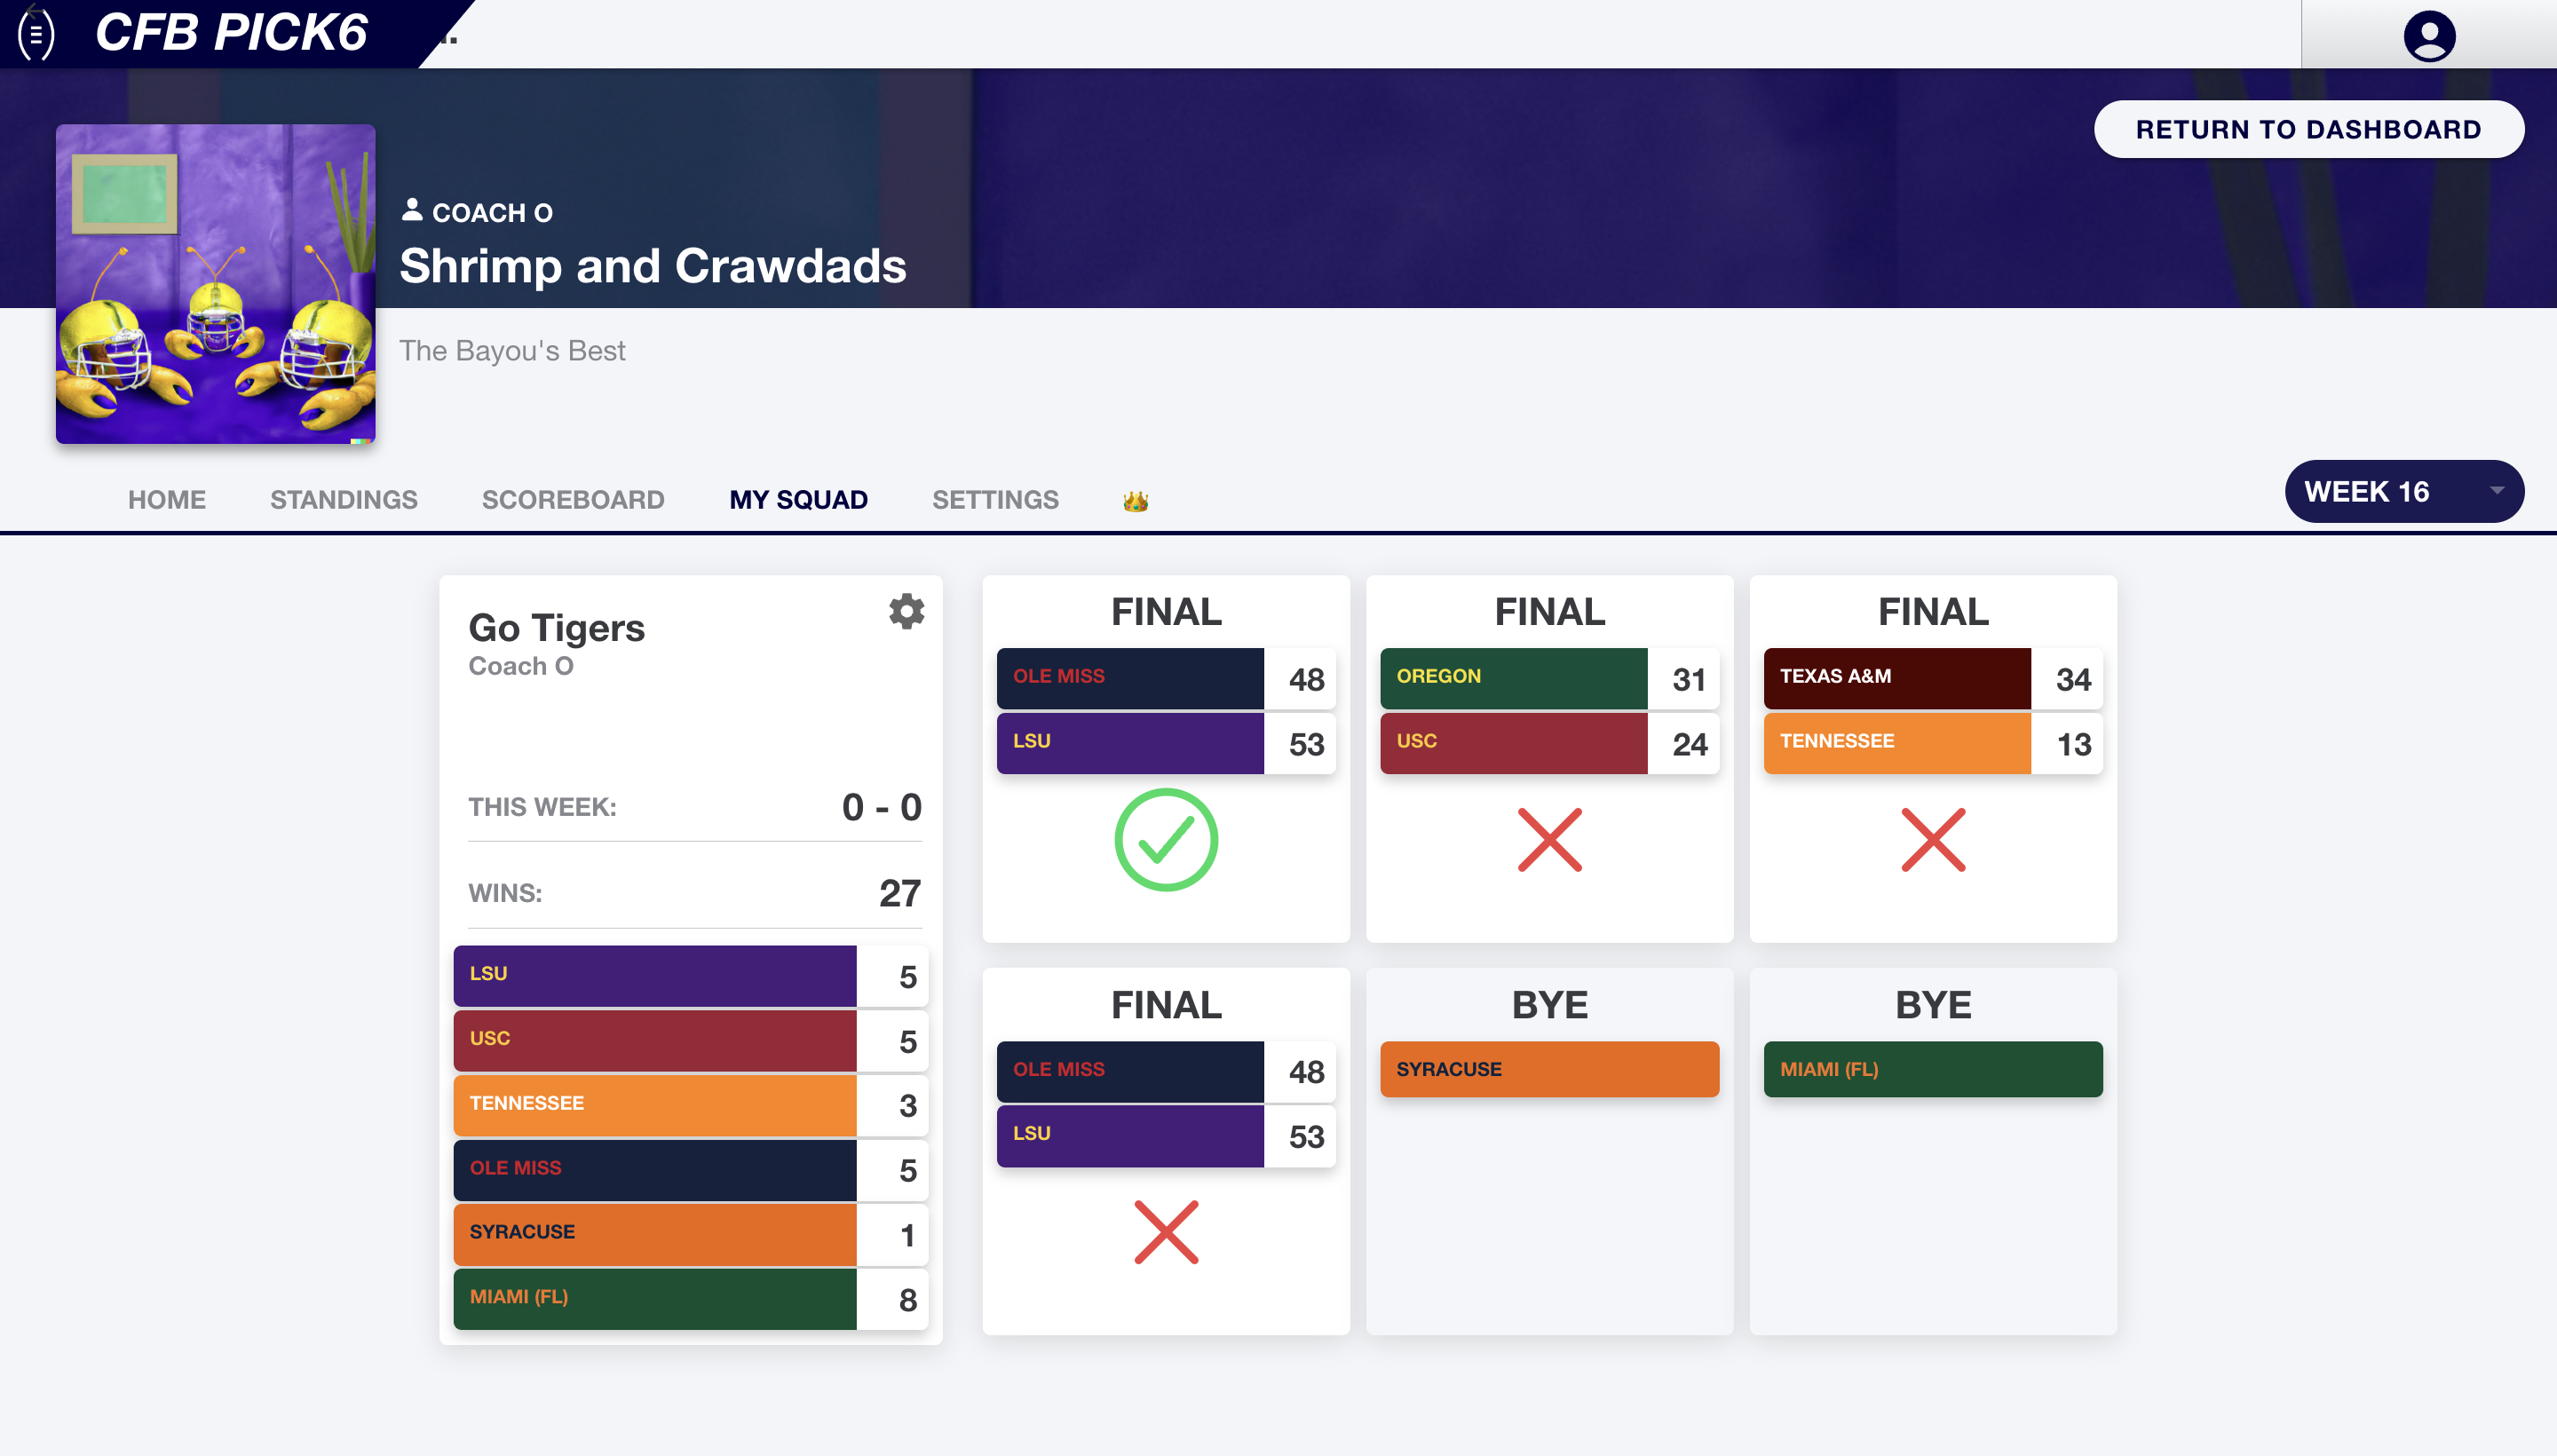 CFB PICK6
..
RETURN TO DASHBOARD
COACH O
Shrimp and Crawdads
The Bayou's Best
HOME STANDINGS SCOREBOARD MY SQUAD SETTINGS
WEEK 16
Go Tigers
Coach O
THIS WEEK: 0 - 0
WINS: 27
LSU 5
USC 5
TENNESSEE 3
OLE MISS 5
SYRACUSE 1
MIAMI (FL) 8
FINAL
OLE MISS 48
LSU 53
FINAL
OREGON 31
USC 24
FINAL
TEXAS A&M 34
TENNESSEE 13
FINAL
OLE MISS 48
LSU 53
BYE
SYRACUSE
BYE
MIAMI (FL)